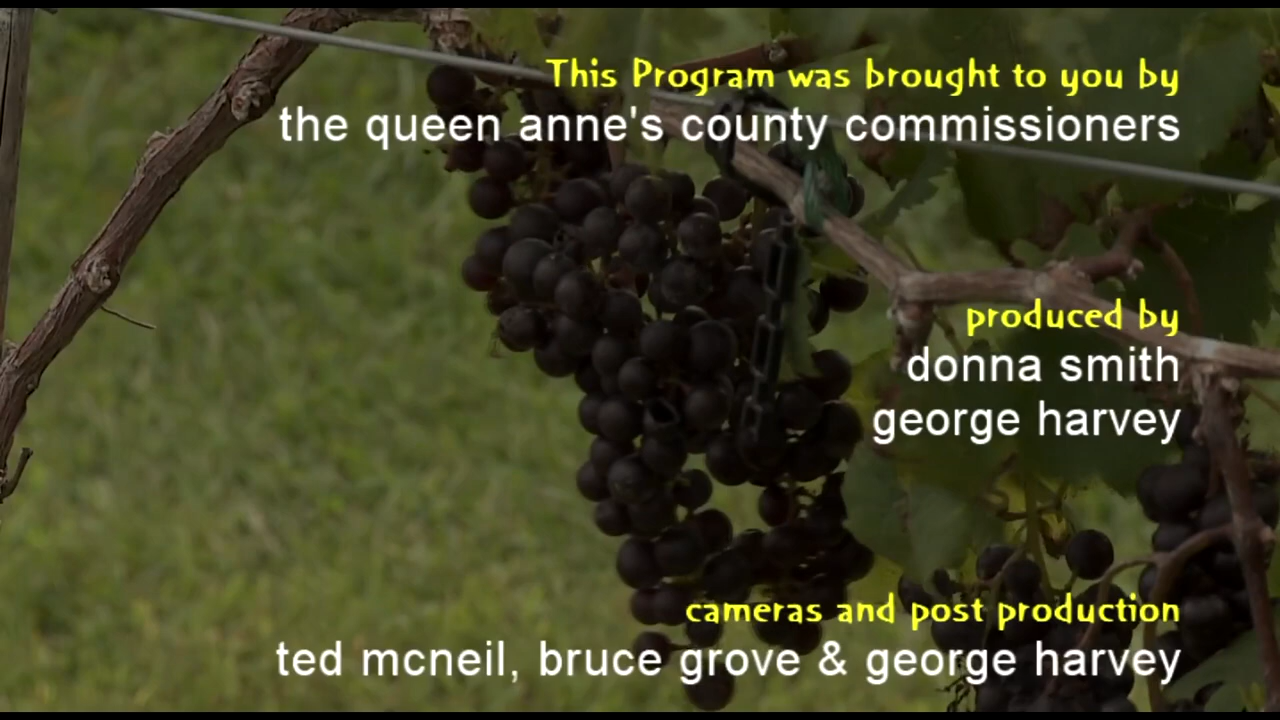 This Program was brought to you by
the queen anne's county commissioners
produced by
donna smith
george harvey
cameras and post production
ted mcneil, bruce grove & george harvey